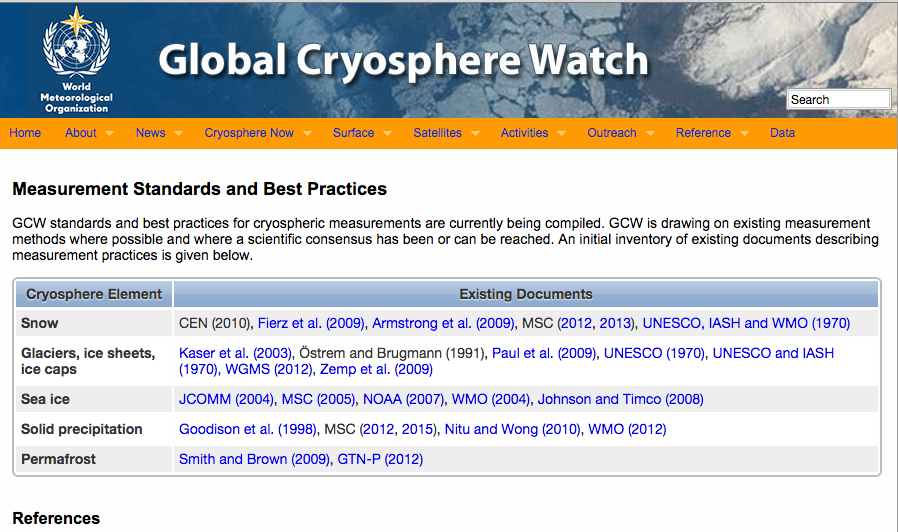 World
Meteorological
Organization
Global Cryosphere Watch
Search
Home About News Cryosphere Now Surface Satellites Activities Outreach Reference Data
Measurement Standards and Best Practices
GCW standards and best practices for cryospheric measurements are currently being compiled. GCW is drawing on existing measurement
methods where possible and where a scientific consensus has been or can be reached. An initial inventory of existing documents describing
measurement practices is given below.
Cryosphere Element Existing Documents
Snow CEN (2010), Fierz et al. (2009), Armstrong et al. (2009), MSC (2012, 2013), UNESCO, IASH and WMO (1970)
Glaciers, ice sheets, Kaser et al. (2003), Östrem and Brugmann (1991), Paul et al. (2009), UNESCO (1970), UNESCO and IASH
ice caps (1970), WGMS (2012), Zemp et al. (2009)
Sea ice JCOMM (2004), MSC (2005), NOAA (2007), WMO (2004), Johnson and Timco (2008)
Solid precipitation Goodison et al. (1998), MSC (2012, 2015), Nitu and Wong (2010), WMO (2012)
Permafrost Smith and Brown (2009), GTN-P (2012)
References